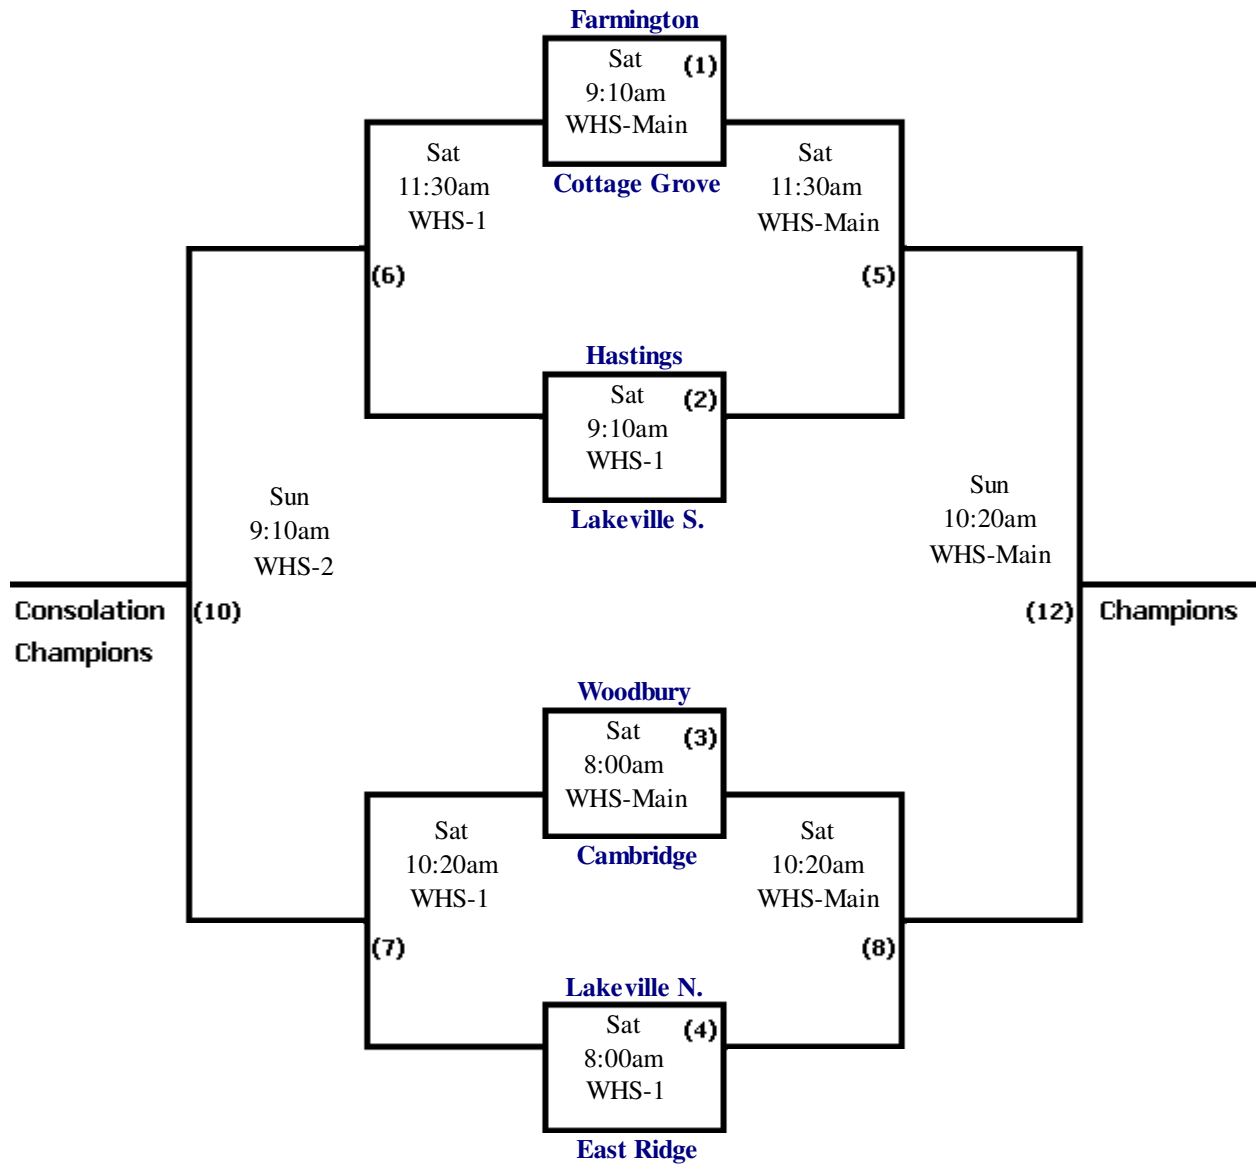 Farmington
Sat
(1)
9:10am
WHS-Main
Cottage Grove
Sat
11:30am
WHS-1
(6)
Sat
11:30am
WHS-Main
(5)
Hastings
Sat
(2)
9:10am
WHS-1
Lakeville S.
Sun
9:10am
WHS-2
Consolation
Champions
(10)
Sun
10:20am
WHS-Main
(12)
Champions
Woodbury
Sat
(3)
8:00am
WHS-Main
Cambridge
Sat
10:20am
WHS-1
(7)
Sat
10:20am
WHS-Main
(8)
Lakeville N.
Sat
(4)
8:00am
WHS-1
East Ridge